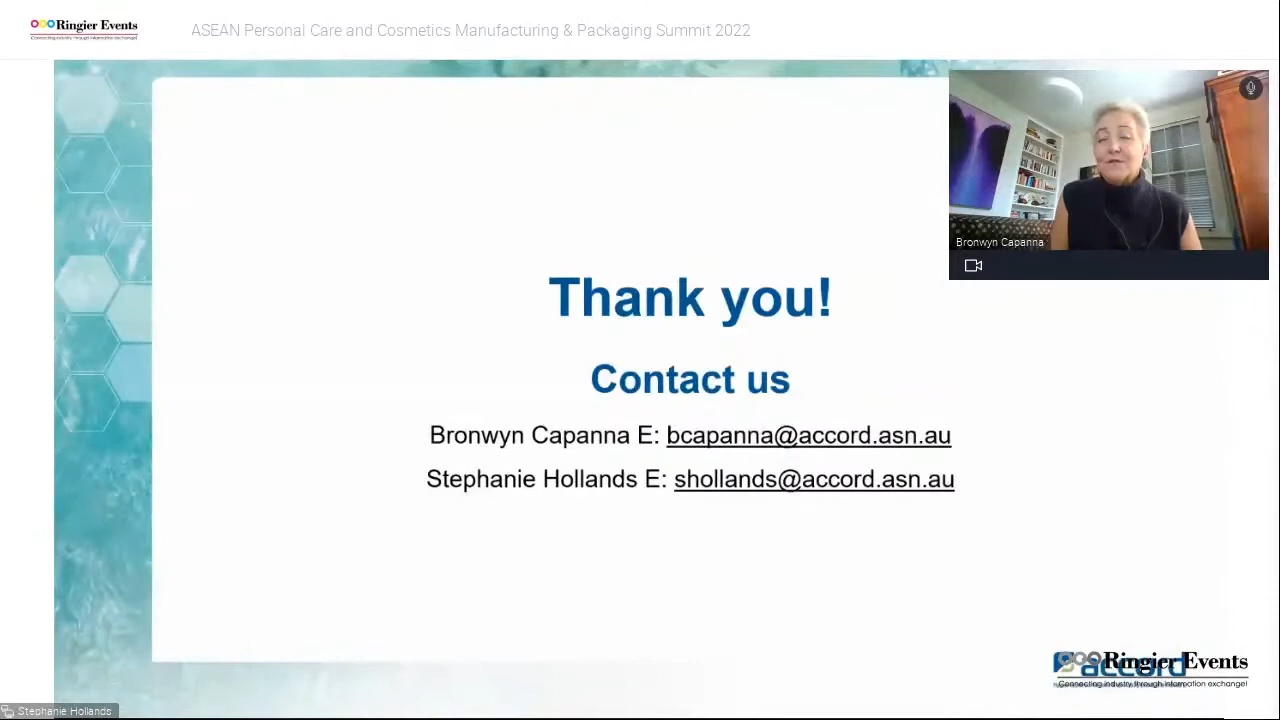 Ringier Events
Connecting industry through information exchange!
ASEAN Personal Care and Cosmetics Manufacturing & Packaging Summit 2022
Bronwyn Capanna
Thank you!
Contact us
Bronwyn Capanna E: bcapanna@accord.asn.au
Stephanie Hollands E: shollands@accord.asn.au
accord
Ringier Events
Connecting industry through information exchange!
Stephanie Hollands